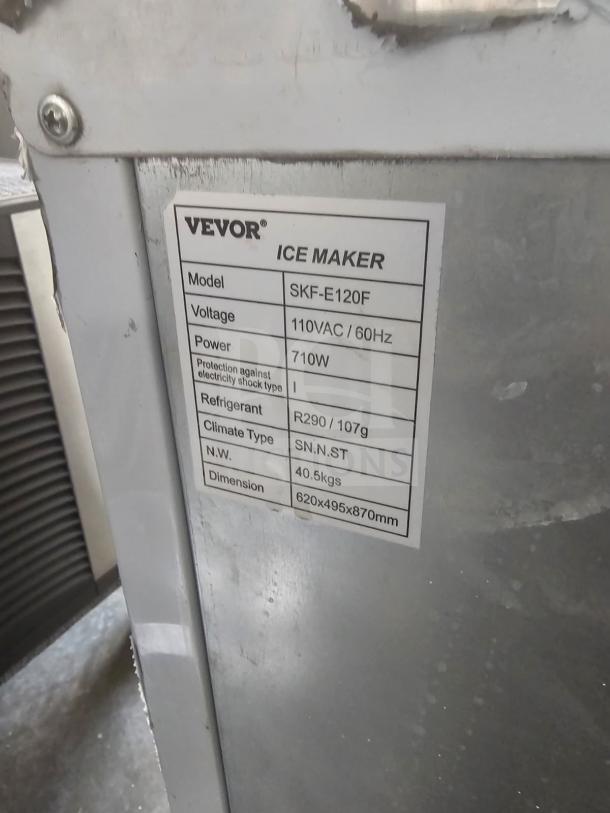 VEVOR®
ICE MAKER
Model SKF-E120F
Voltage 110VAC / 60Hz
Power 710W
Protection against
electricity shock type I
Refrigerant R290 / 107g
Climate Type SN.N.ST
N.W. 40.5kgs
Dimension 620x495x870mm